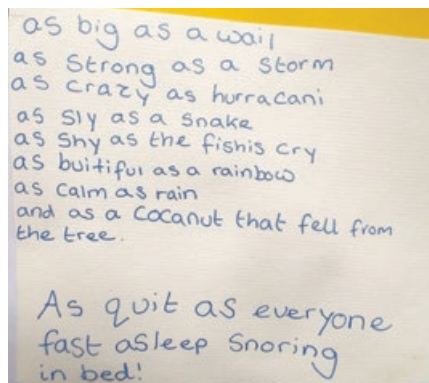 as big as a wail
as strong as a storm
as crazy as hurracani
as sly as a snake
as shy as the fishis cry
as buitiful as a rainbow
as calm as rain
and as a cocanut that fell from
the tree.
As quit as everyone
fast asleep snoring
in bed!